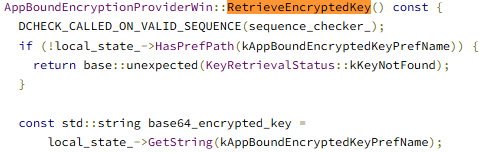 AppBoundEncryptionProviderWin::RetrieveEncryptedKey() const {
  DCHECK_CALLED_ON_VALID_SEQUENCE(sequence_checker_);
  if (!local_state_->HasPrefPath(kAppBoundEncryptedKeyPrefName)) {
    return base::unexpected(KeyRetrievalStatus::kKeyNotFound);
  }
  const std::string base64_encrypted_key =
      local_state_->GetString(kAppBoundEncryptedKeyPrefName);